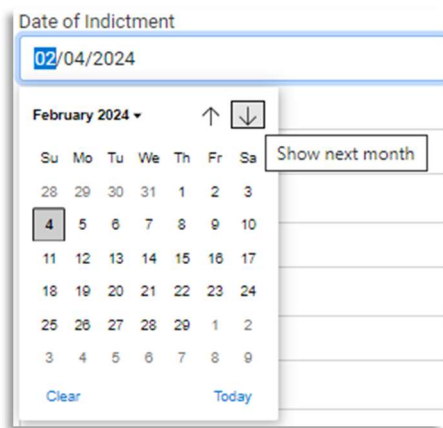 Date of Indictment
02/04/2024
February 2024
Show next month
Su Mo Tu We Th Fr Sa
28 29 30 31 1 2 3
4 5 6 7 8 9 10
11 12 13 14 15 16 17
18 19 20 21 22 23 24
25 26 27 28 29 1 2
3 4 5 6 7 8 9
Clear Today